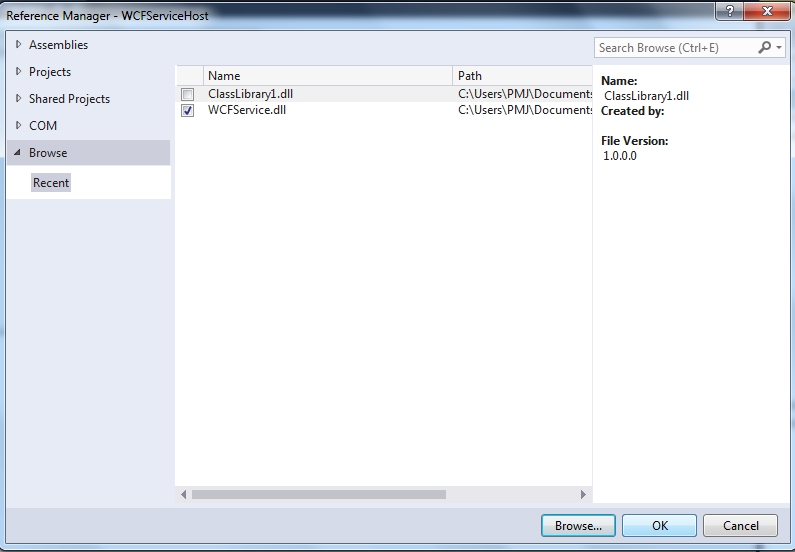 Reference Manager - WCFServiceHost
?
Assemblies
Projects
Shared Projects
COM
Browse
Recent
Name Path
ClassLibrary1.dll C:\Users\PMJ\Documents
WCFService.dll C:\Users\PMJ\Documents
Search Browse (Ctrl+E)
Name:
ClassLibrary1.dll
Created by:
File Version:
1.0.0.0
Browse... OK Cancel